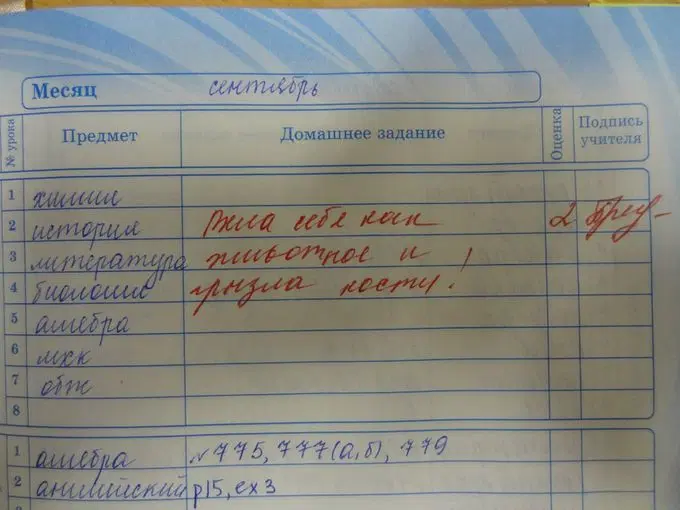 Месяц сентябрь
№ урока Предмет Домашнее задание Оценка Подпись учителя
1 химия
2 история Вела себя как 2
3 литература животное и
4 биология грызла кости!
5 алгебра
6 мхк
7 обж
8
1 алгебра №775, 777(а,б), 779
2 английский p15, ex3